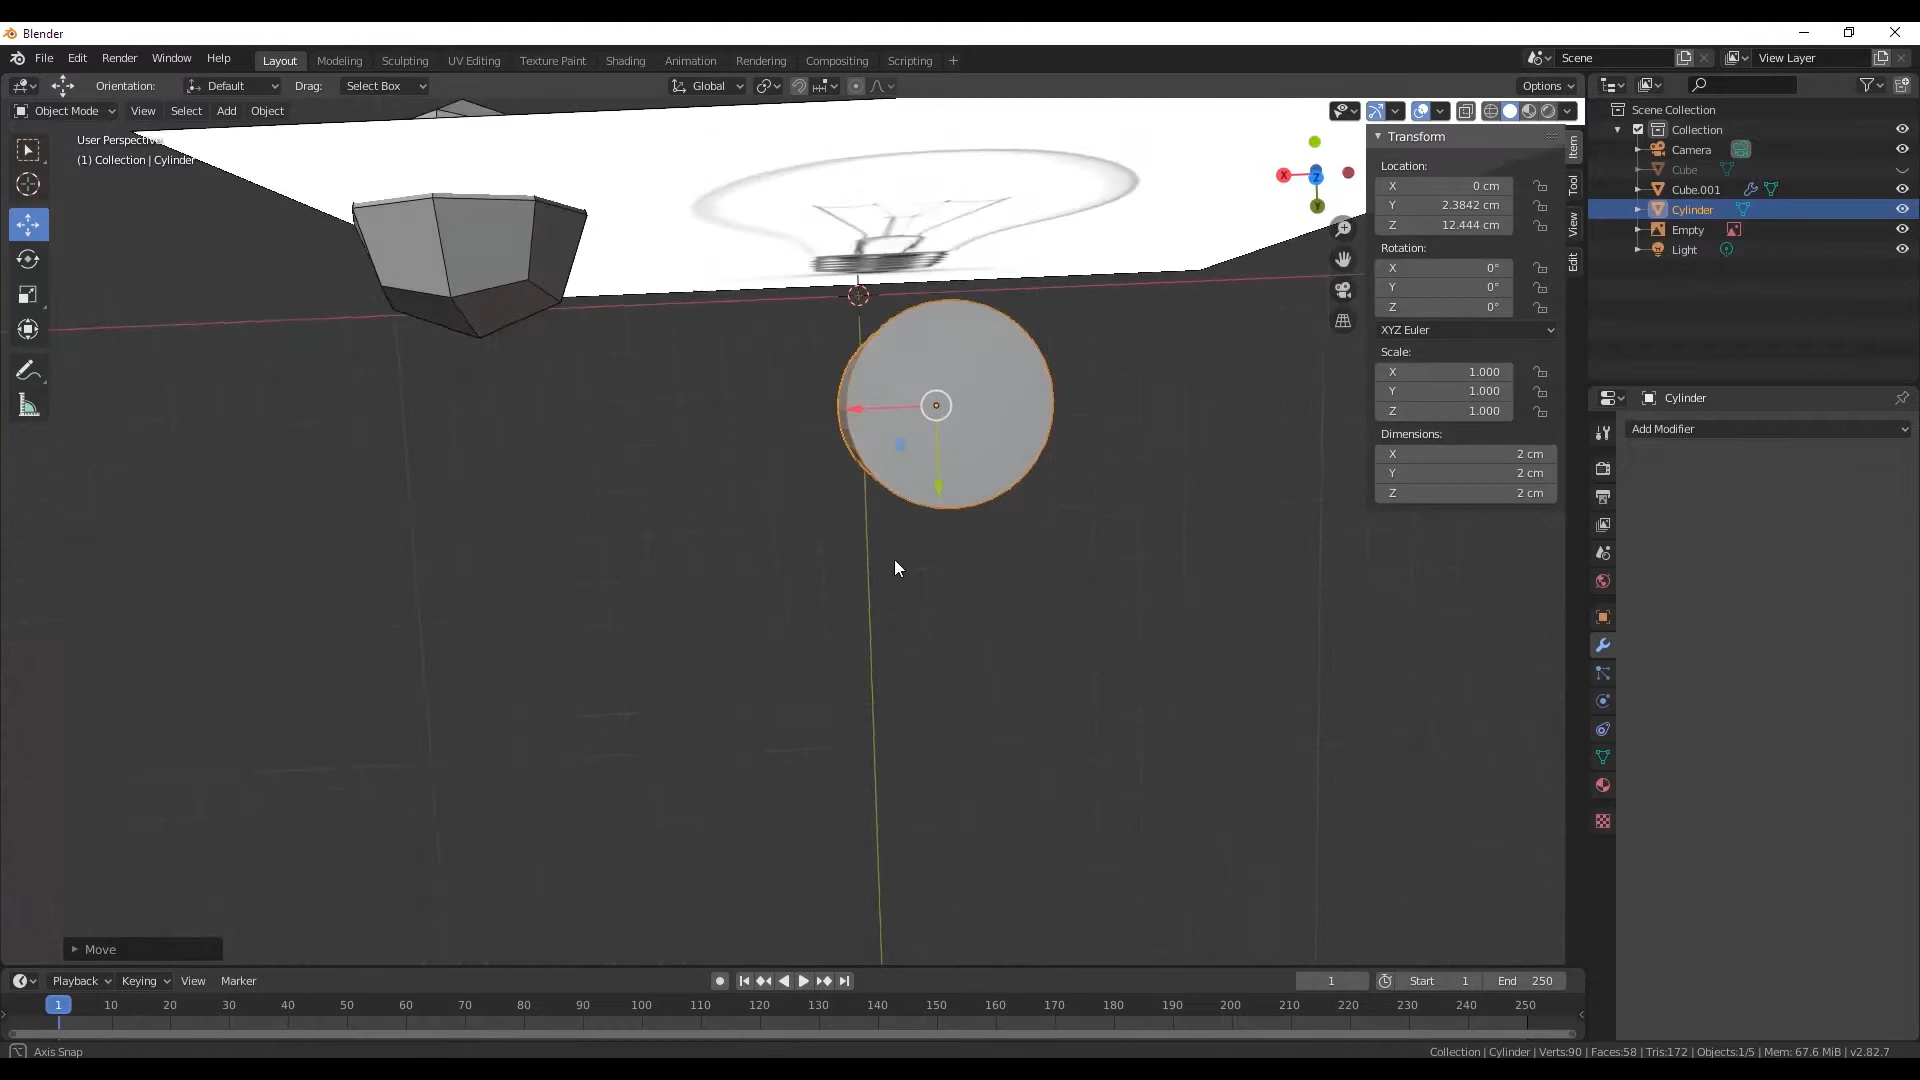 Blender
File Edit Render Window Help Layout Modeling Sculpting UV Editing Texture Paint Shading Animation Rendering Compositing Scripting + Scene View Layer
Orientation: Default Drag: Select Box Global Options
Object Mode View Select Add Object
User Perspective
(1) Collection | Cylinder
X Z Y
Transform
Location:
X 0 cm
Y 2.3842 cm
Z 12.444 cm
Rotation:
X 0°
Y 0°
Z 0°
XYZ Euler
Scale:
X 1.000
Y 1.000
Z 1.000
Dimensions:
X 2 cm
Y 2 cm
Z 2 cm
Item
Tool
View
Edit
Scene Collection
Collection
Camera
Cube
Cube.001
Cylinder
Empty
Light
Cylinder
Add Modifier
Move
Playback Keying View Marker 1 Start 1 End 250
1 10 20 30 40 50 60 70 80 90 100 110 120 130 140 150 160 170 180 190 200 210 220 230 240 250
Axis Snap Collection | Cylinder | Verts:90 | Faces:58 | Tris:172 | Objects:1/5 | Mem: 67.6 MiB | v2.82.7